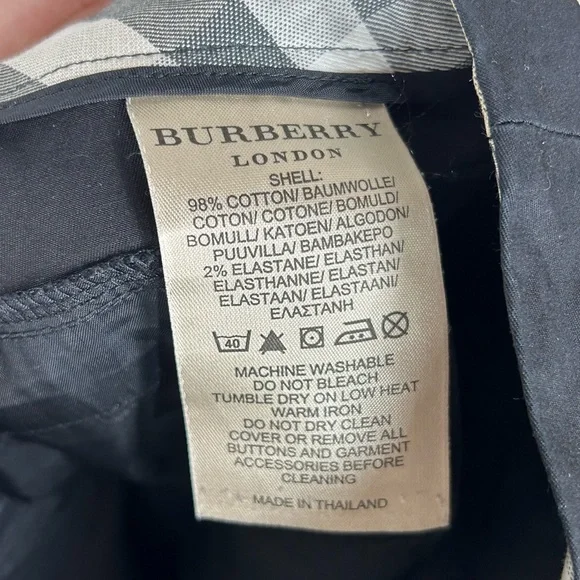 BURBERRY
LONDON
SHELL:
98% COTTON/ BAUMWOLLE/
COTON/ COTONE/ BOMULD/
BOMULL/ KATOEN/ ALGODON/
PUUVILLA/ BAMBAKEPO
2% ELASTANE/ ELASTHAN/
ELASTHANNE/ ELASTAN/
ELASTAAN/ ELASTAANI/
ΕΛΑΣΤΑΝΗ
40
MACHINE WASHABLE
DO NOT BLEACH
TUMBLE DRY ON LOW HEAT
WARM IRON
DO NOT DRY CLEAN
COVER OR REMOVE ALL
BUTTONS AND GARMENT
ACCESSORIES BEFORE
CLEANING
MADE IN THAILAND